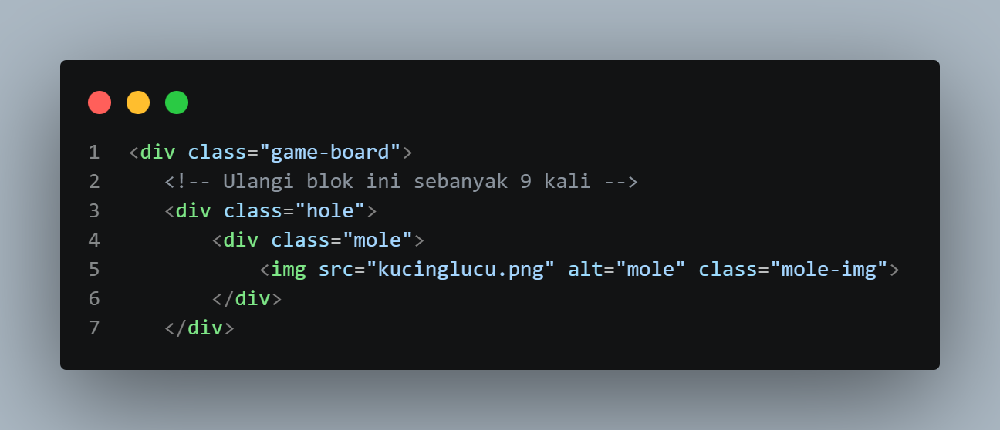 1 <div class="game-board">
2 <!-- Ulangi blok ini sebanyak 9 kali -->
3 <div class="hole">
4 <div class="mole">
5 <img src="kucinglucu.png" alt="mole" class="mole-img">
6 </div>
7 </div>